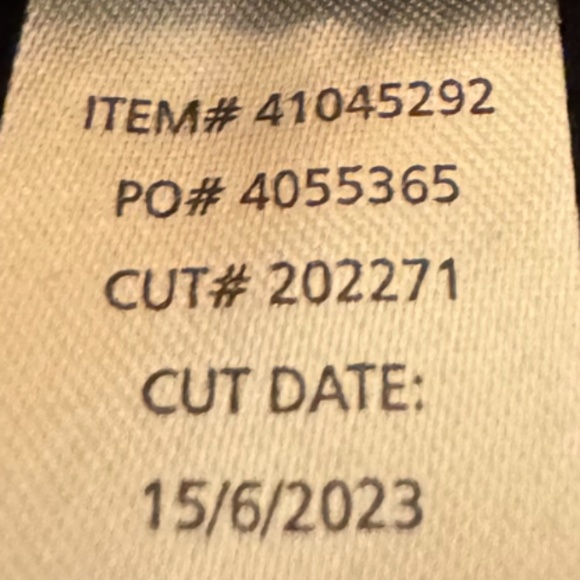 ITEM# 41045292
PO# 4055365
CUT# 202271
CUT DATE:
15/6/2023